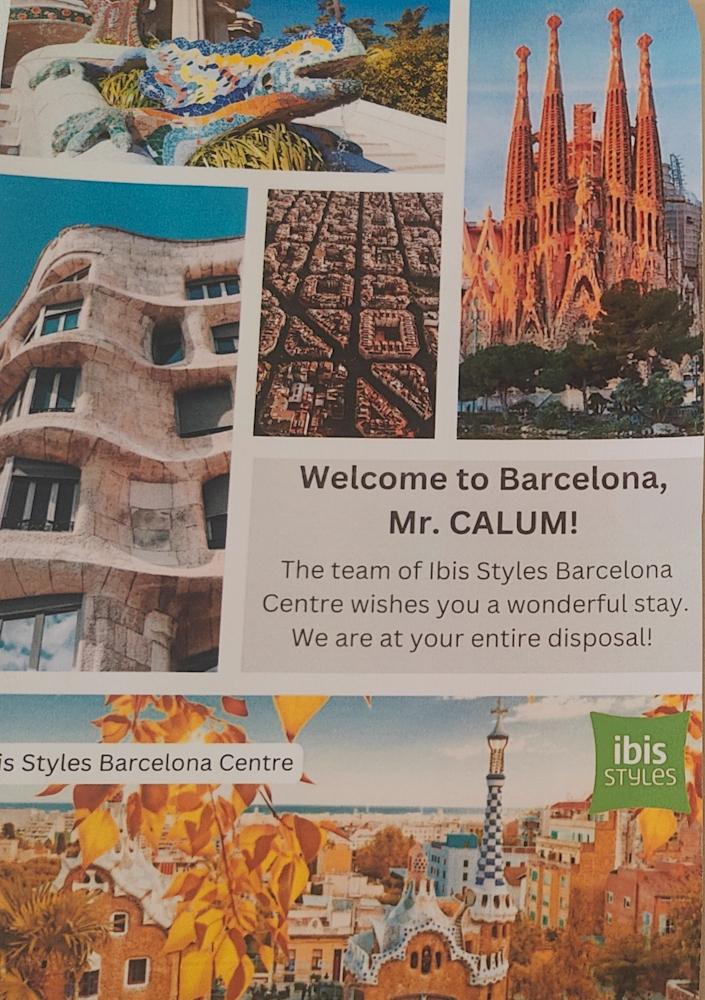 Welcome to Barcelona,
Mr. CALUM!
The team of Ibis Styles Barcelona
Centre wishes you a wonderful stay.
We are at your entire disposal!
is Styles Barcelona Centre
ibis
STYLES